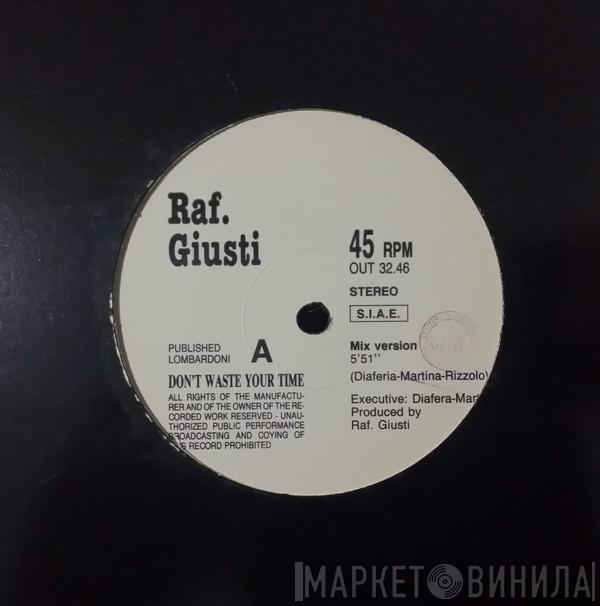 Raf.
Giusti
45 RPM
OUT 32.46
STEREO
S.I.A.E.
PUBLISHED
LOMBARDONI
A
Mix version
5'51''
(Diaferia-Martina-Rizzolo)
DON'T WASTE YOUR TIME
ALL RIGHTS OF THE MANUFACTU-
RER AND OF THE OWNER OF THE RE-
CORDED WORK RESERVED - UNAU-
THORIZED PUBLIC PERFORMANCE
BROADCASTING AND COYING OF
RECORD PROHIBITED
Executive: Diafera-Mar
Produced by
Raf. Giusti
МАРКЕТ ВИНИЛА